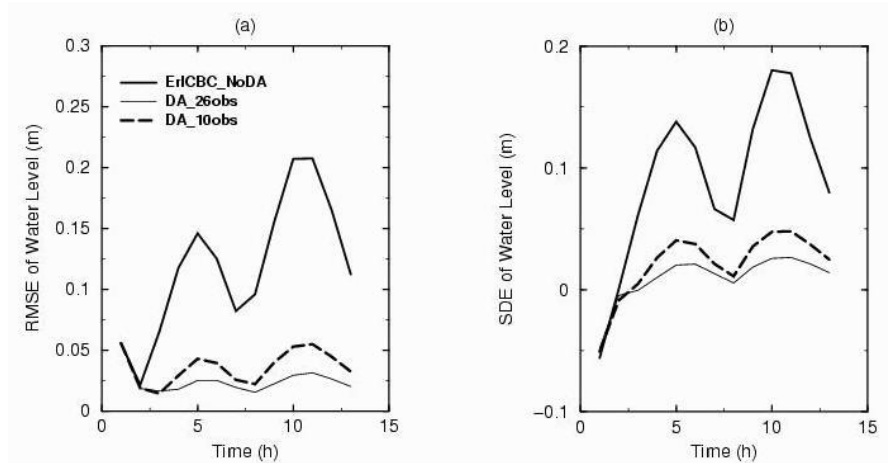 (a)
0.3
0.25
0.2
0.15
0.1
0.05
0
0
5
10
15
RMSE of Water Level (m)
Time (h)
ErICBC_NoDA
DA_26obs
DA_10obs
(b)
0.2
0.1
0
−0.1
0
5
10
15
SDE of Water Level (m)
Time (h)